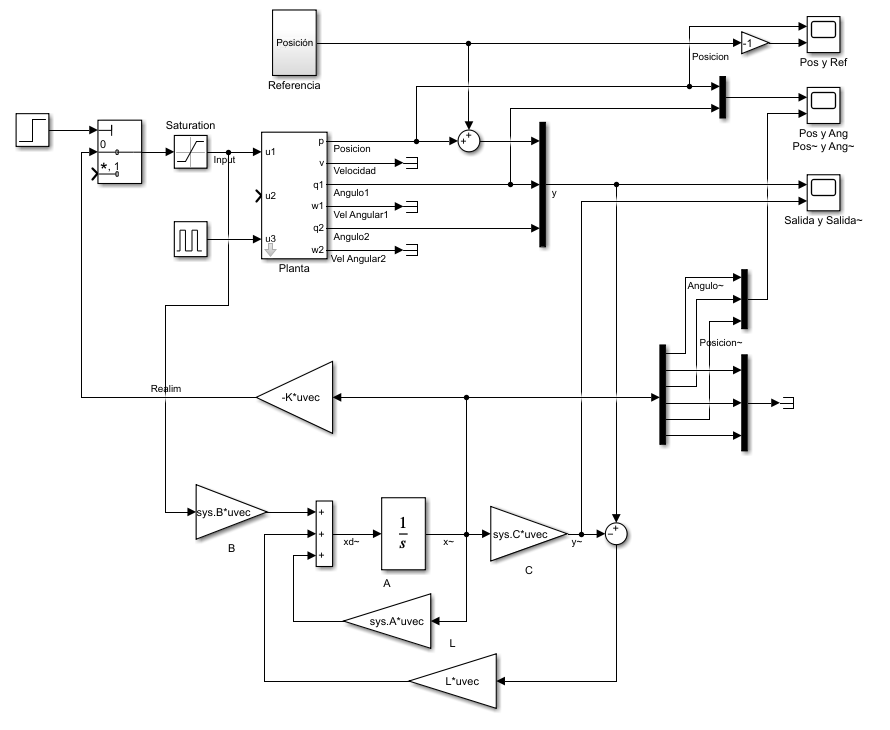 Posición
Referencia
-1
Posicion
Pos y Ref
Pos y Ang
Pos~ y Ang~
Salida y Salida~
0
*, 1
Saturation
Input
u1
u2
u3
p
v
q1
w1
q2
w2
Planta
Posicion
Velocidad
Angulo1
Vel Angular1
Angulo2
Vel Angular2
+
+
y
Angulo~
Posicion~
Realim
-K*uvec
sys.B*uvec
B
+
+
+
xd~
1
s
A
x~
sys.C*uvec
C
y~
+
−
sys.A*uvec
L
L*uvec